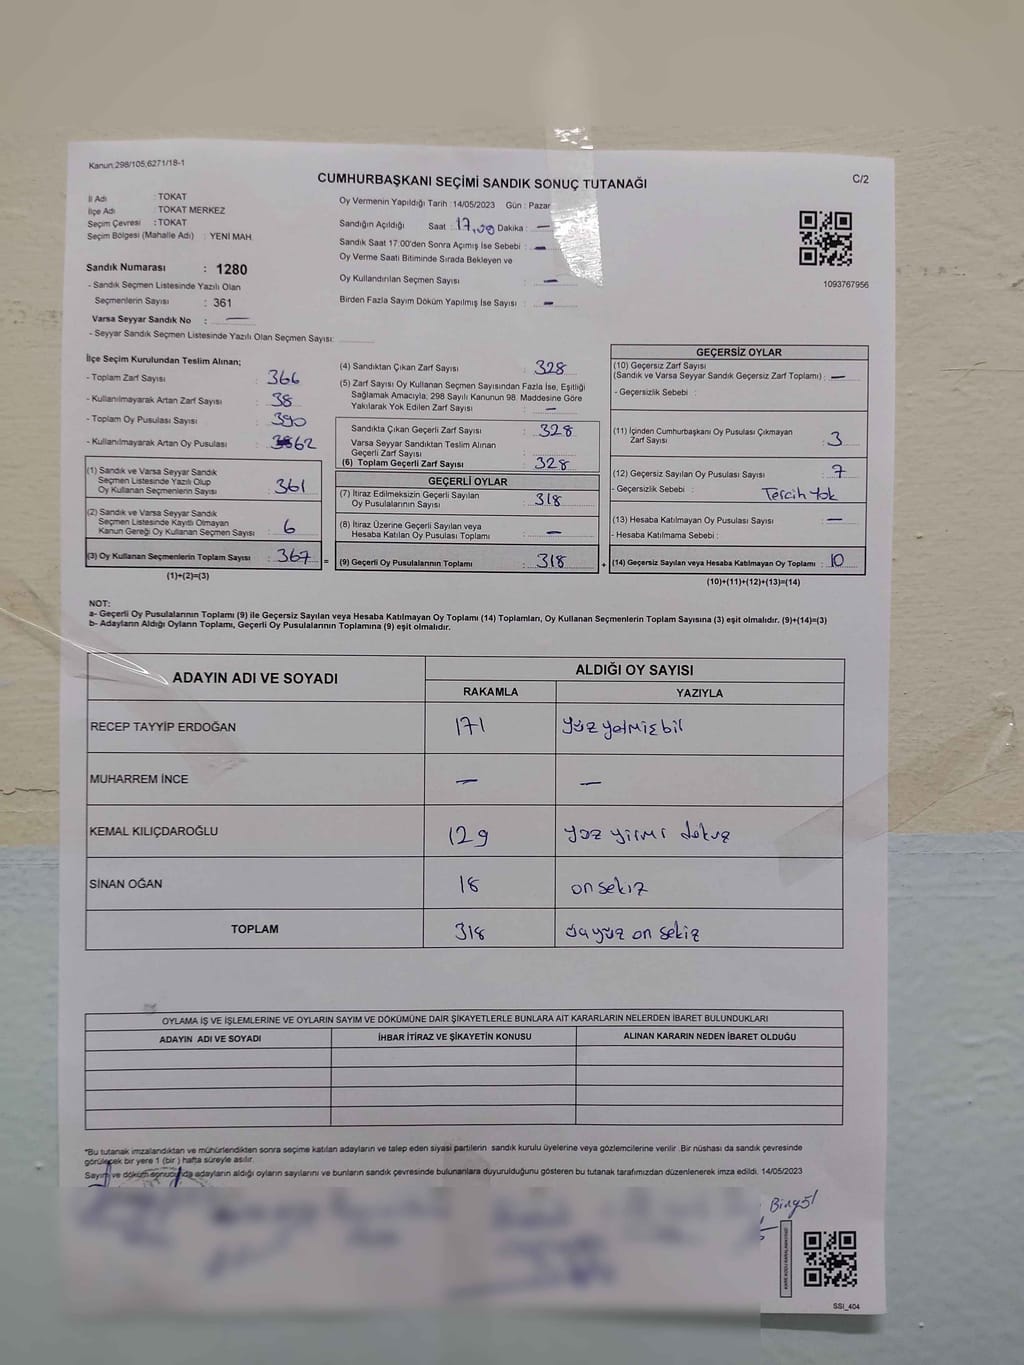 Kanun,298/105,6271/18-1
CUMHURBAŞKANI SEÇİMİ SANDIK SONUÇ TUTANAĞI
C/2
İl Adı : TOKAT
İlçe Adı TOKAT MERKEZ
Seçim Çevresi : TOKAT
Seçim Bölgesi (Mahalle Adı) : YENİ MAH.
Sandık Numarası : 1280
- Sandık Seçmen Listesinde Yazılı Olan
Seçmenlerin Sayısı : 361
Varsa Seyyar Sandık No : —
- Seyyar Sandık Seçmen Listesinde Yazılı Olan Seçmen Sayısı:
Oy Vermenin Yapıldığı Tarih :14/05/2023 Gün : Pazar
Sandığın Açıldığı Saat : 17,00 Dakika : —
Sandık Saat 17:00'den Sonra Açımış İse Sebebi : —
Oy Verme Saati Bitiminde Sırada Bekleyen ve
Oy Kullandırılan Seçmen Sayısı : —
Birden Fazla Sayım Döküm Yapılmış İse Sayısı : —
1093767956
İlçe Seçim Kurulundan Teslim Alınan;
- Toplam Zarf Sayısı : 366
- Kullanılmayarak Artan Zarf Sayısı : 38
- Toplam Oy Pusulası Sayısı : 390
- Kullanılmayarak Artan Oy Pusulası : 62
(1) Sandık ve Varsa Seyyar Sandık
Seçmen Listesinde Yazılı Olup
Oy Kullanan Seçmenlerin Sayısı : 361
(2) Sandık ve Varsa Seyyar Sandık
Seçmen Listesinde Kayıtlı Olmayan
Kanun Gereği Oy Kullanan Seçmen Sayısı : 6
(3) Oy Kullanan Seçmenlerin Toplam Sayısı : 367 =
(1)+(2)=(3)
(4) Sandıktan Çıkan Zarf Sayısı : 328
(5) Zarf Sayısı Oy Kullanan Seçmen Sayısından Fazla İse, Eşitliği
Sağlamak Amacıyla; 298 Sayılı Kanunun 98. Maddesine Göre
Yakılarak Yok Edilen Zarf Sayısı : —
Sandıkta Çıkan Geçerli Zarf Sayısı : 328
Varsa Seyyar Sandıktan Teslim Alınan
Geçerli Zarf Sayısı :
(6) Toplam Geçerli Zarf Sayısı : 328
GEÇERLİ OYLAR
(7) İtiraz Edilmeksizin Geçerli Sayılan
Oy Pusulalarının Sayısı : 318
(8) İtiraz Üzerine Geçerli Sayılan veya
Hesaba Katılan Oy Pusulası Toplamı : —
(9) Geçerli Oy Pusulalarının Toplamı : 318 +
GEÇERSİZ OYLAR
(10) Geçersiz Zarf Sayısı
(Sandık ve Varsa Seyyar Sandık Geçersiz Zarf Toplamı) : —
- Geçersizlik Sebebi :
(11) İçinden Cumhurbaşkanı Oy Pusulası Çıkmayan
Zarf Sayısı : 3
(12) Geçersiz Sayılan Oy Pusulası Sayısı : 7
- Geçersizlik Sebebi : Tercih Yok
(13) Hesaba Katılmayan Oy Pusulası Sayısı : —
- Hesaba Katılmama Sebebi :
(14) Geçersiz Sayılan veya Hesaba Katılmayan Oy Toplamı : 10
(10)+(11)+(12)+(13)=(14)
NOT:
a- Geçerli Oy Pusulalarının Toplamı (9) ile Geçersiz Sayılan veya Hesaba Katılmayan Oy Toplamı (14) Toplamları, Oy Kullanan Seçmenlerin Toplam Sayısına (3) eşit olmalıdır. (9)+(14)=(3)
b- Adayların Aldığı Oyların Toplamı, Geçerli Oy Pusulalarının Toplamına (9) eşit olmalıdır.
ADAYIN ADI VE SOYADI ALDIĞI OY SAYISI
RAKAMLA YAZIYLA
RECEP TAYYİP ERDOĞAN 171 yüz yetmiş bil
MUHARREM İNCE — —
KEMAL KILIÇDAROĞLU 129 yüz yirmi dokuz
SİNAN OĞAN 18 on sekiz
TOPLAM 318 üç yüz on sekiz
OYLAMA İŞ VE İŞLEMLERİNE VE OYLARIN SAYIM VE DÖKÜMÜNE DAİR ŞİKAYETLERLE BUNLARA AİT KARARLARIN NELERDEN İBARET BULUNDUKLARI
ADAYIN ADI VE SOYADI İHBAR İTİRAZ VE ŞİKAYETİN KONUSU ALINAN KARARIN NEDEN İBARET OLDUĞU
*Bu tutanak imzalandıktan ve mühürlendikten sonra seçime katılan adayların ve talep eden siyasi partilerin sandık kurulu üyelerine veya gözlemcilerine verilir. Bir nüshası da sandık çevresinde
görülecek bir yere 1 (bir ) hafta süreyle asılır.
Sayım ve döküm sonucunda adayların aldığı oyların sayılarını ve bunların sandık çevresinde bulunanlara duyurulduğunu gösteren bu tutanak tarafımızdan düzenlenerek imza edildi. 14/05/2023
SSI_404